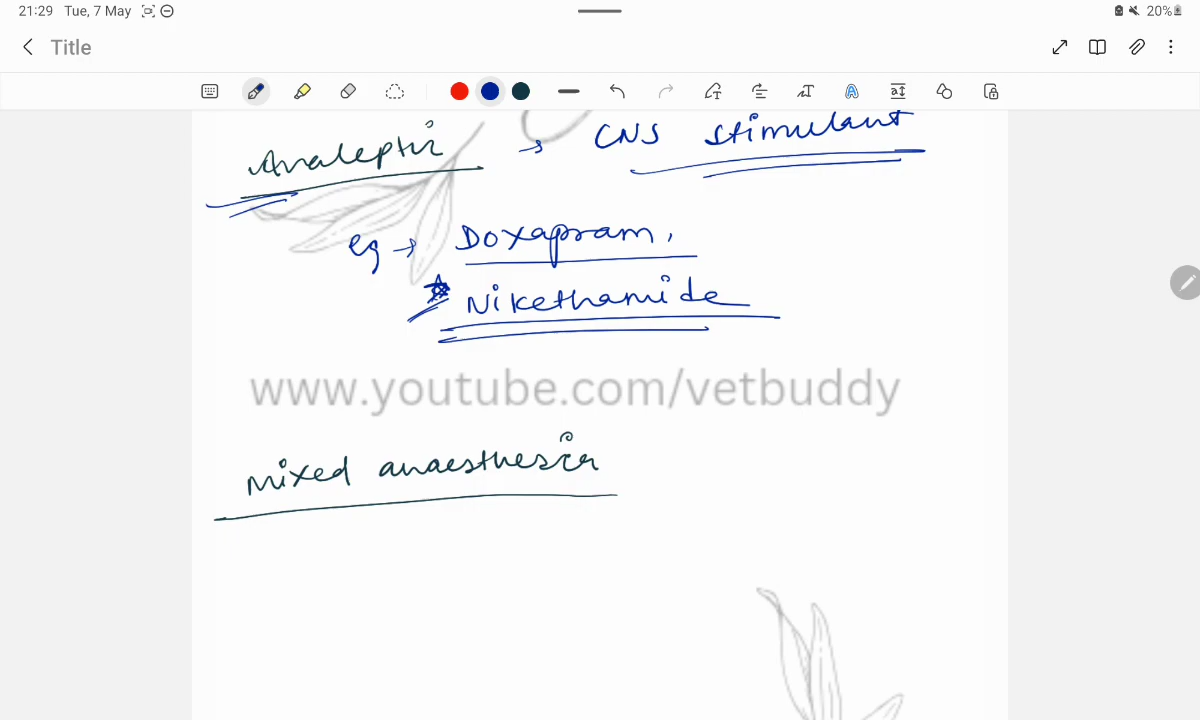 21:29 Tue, 7 May 20%
Title
Analeptic → CNS stimulant
eg → Doxapram,
Nikethamide
www.youtube.com/vetbuddy
mixed anaesthesia